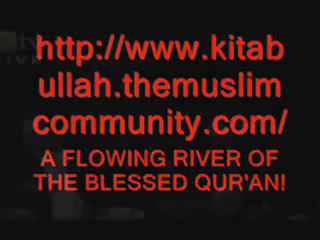 http://www.kitab
ullah.themuslim
community.com/
A FLOWING RIVER OF
THE BLESSED QUR'AN!